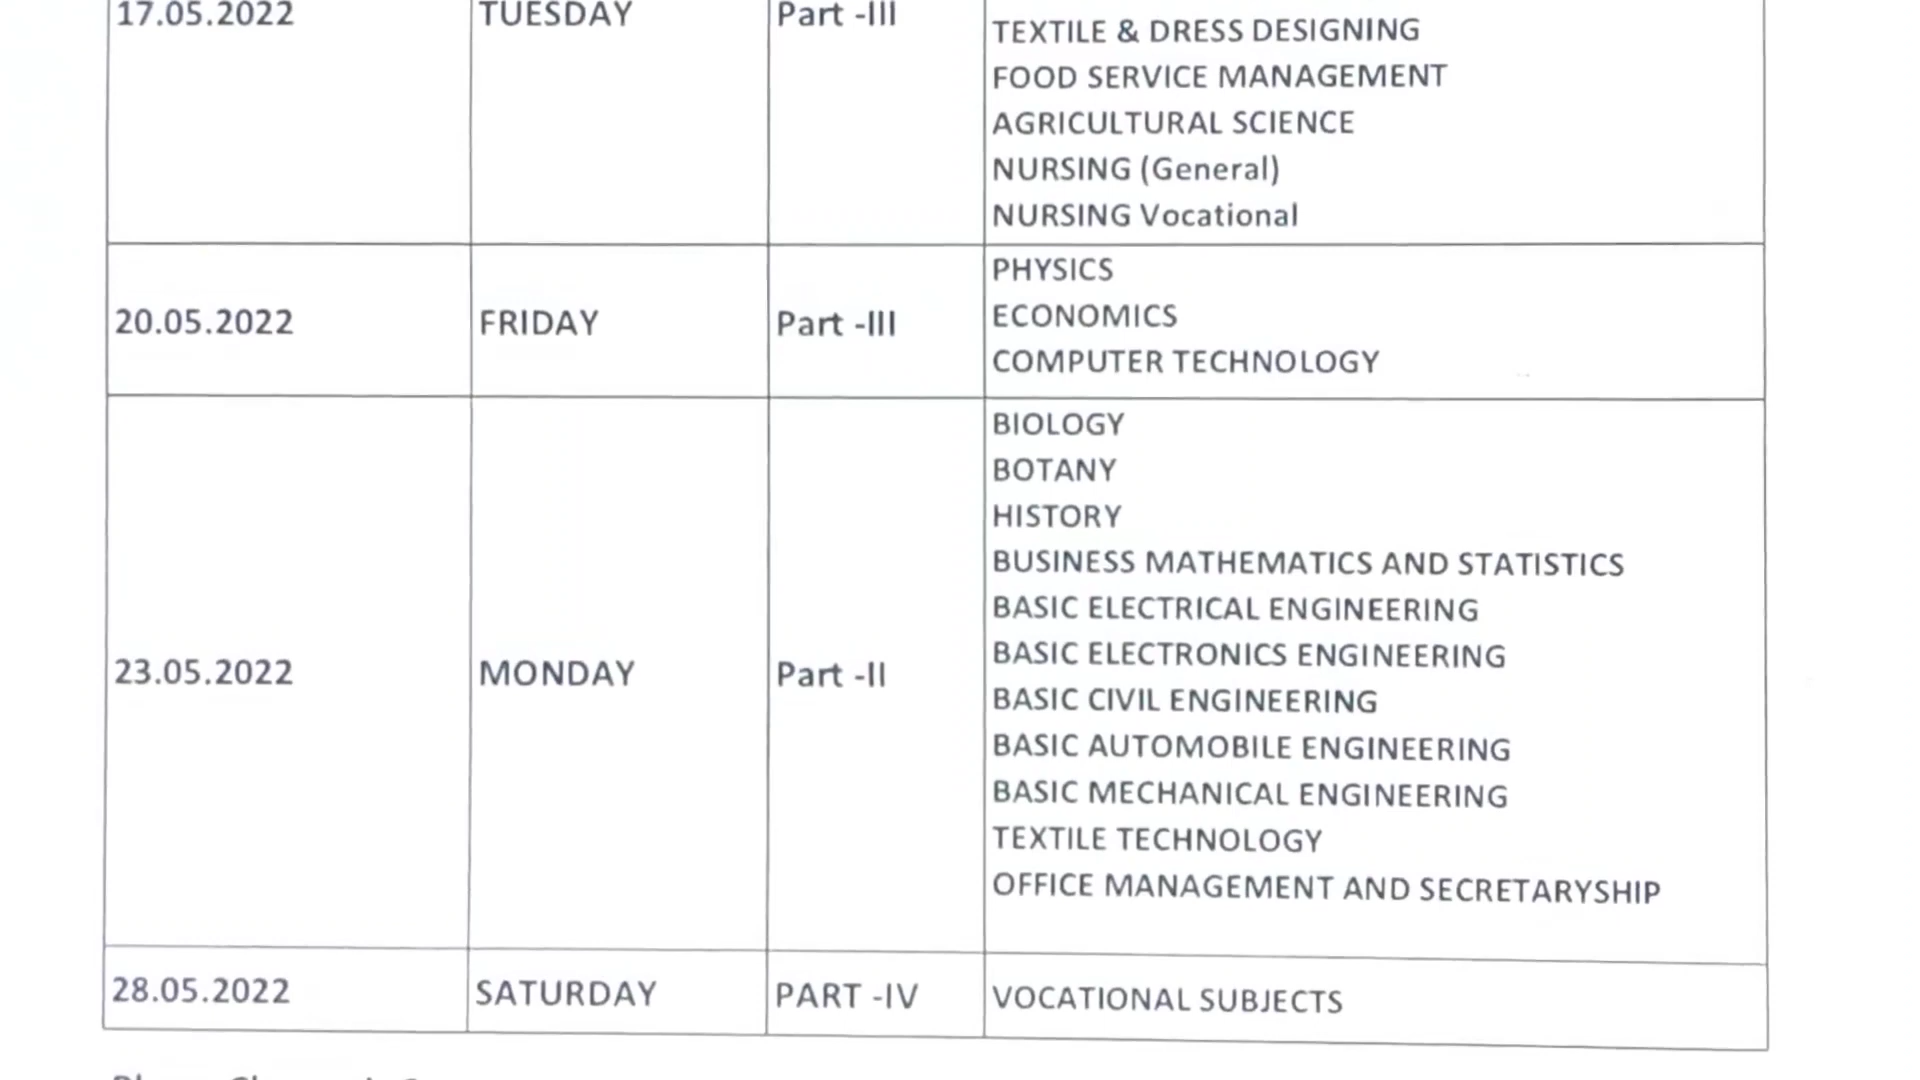 17.05.2022 TUESDAY Part -III
TEXTILE & DRESS DESIGNING
FOOD SERVICE MANAGEMENT
AGRICULTURAL SCIENCE
NURSING (General)
NURSING Vocational
20.05.2022 FRIDAY Part -III
PHYSICS
ECONOMICS
COMPUTER TECHNOLOGY
23.05.2022 MONDAY Part -II
BIOLOGY
BOTANY
HISTORY
BUSINESS MATHEMATICS AND STATISTICS
BASIC ELECTRICAL ENGINEERING
BASIC ELECTRONICS ENGINEERING
BASIC CIVIL ENGINEERING
BASIC AUTOMOBILE ENGINEERING
BASIC MECHANICAL ENGINEERING
TEXTILE TECHNOLOGY
OFFICE MANAGEMENT AND SECRETARYSHIP
28.05.2022 SATURDAY PART -IV VOCATIONAL SUBJECTS